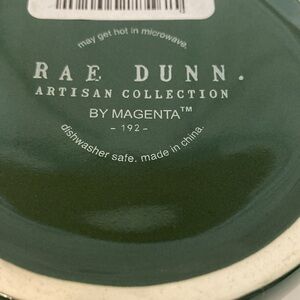 may get hot in microwave.
RAE DUNN.
ARTISAN COLLECTION
BY MAGENTA™
- 192 -
dishwasher safe. made in china.